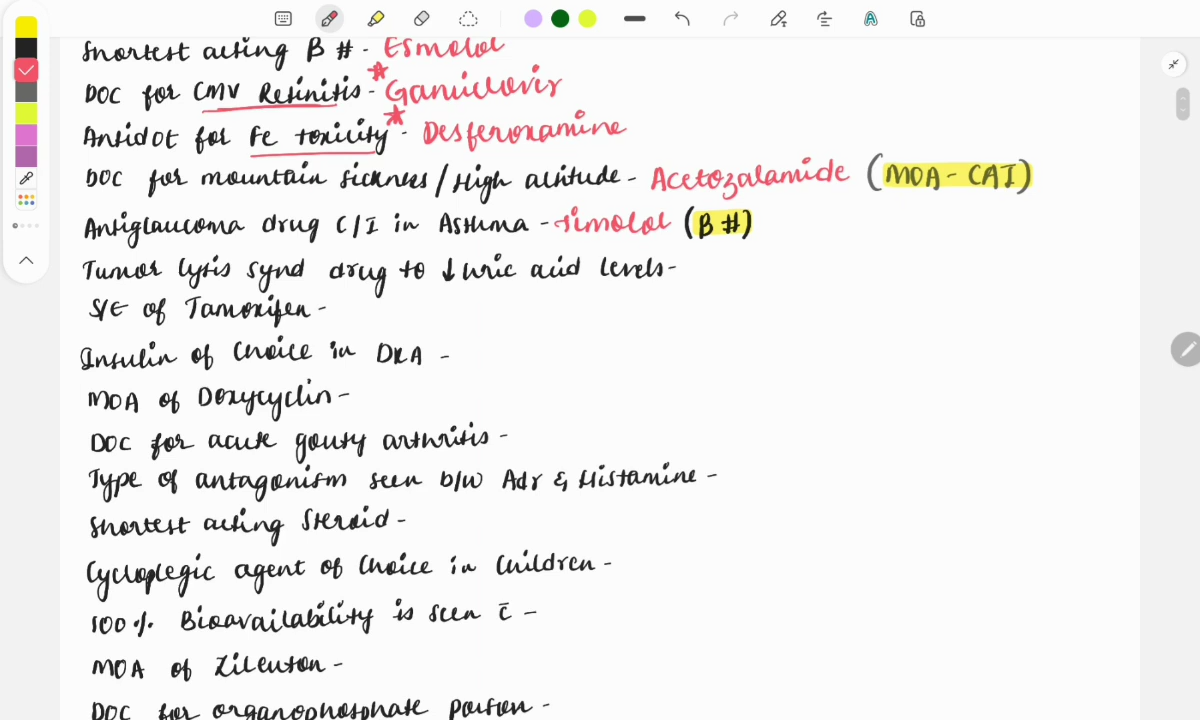 Shortest acting B # - Esmolol
DOC for CMV Retinitis - * Ganciclovir
Antidot for Fe toxicity - * Desferoxamine
DOC for mountain sickness / High altitude - Acetozalamide (MOA - CAI)
Antiglaucoma drug C/I in Asthma - Timolol (B #)
Tumor lysis synd drug to ↓ uric acid levels -
S/E of Tamoxifen -
Insulin of choice in DKA -
MOA of Doxycyclin -
DOC for acute gouty arthritis -
Type of antagonism seen b/w Adr & Histamine -
Shortest acting Steroid -
Cycloplegic agent of choice in Children -
100 % Bioavailability is seen c̄ -
MOA of Zileuton -
DOC for organophosphate poison -